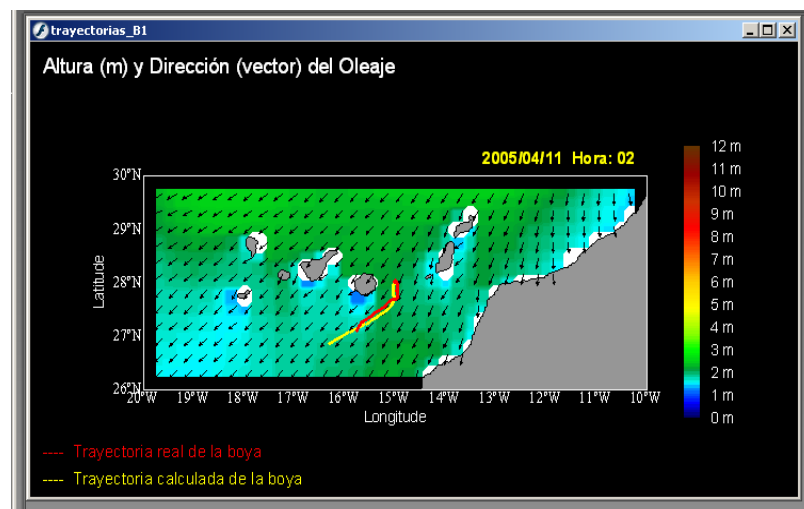 trayectorias_B1
Altura (m) y Dirección (vector) del Oleaje
2005/04/11 Hora: 02
12 m
11 m
10 m
9 m
8 m
7 m
6 m
5 m
4 m
3 m
2 m
1 m
0 m
30°N
29°N
28°N
27°N
26°N
Latitude
20°W 19°W 18°W 17°W 16°W 15°W 14°W 13°W 12°W 11°W 10°W
Longitude
---- Trayectoria real de la boya
---- Trayectoria calculada de la boya